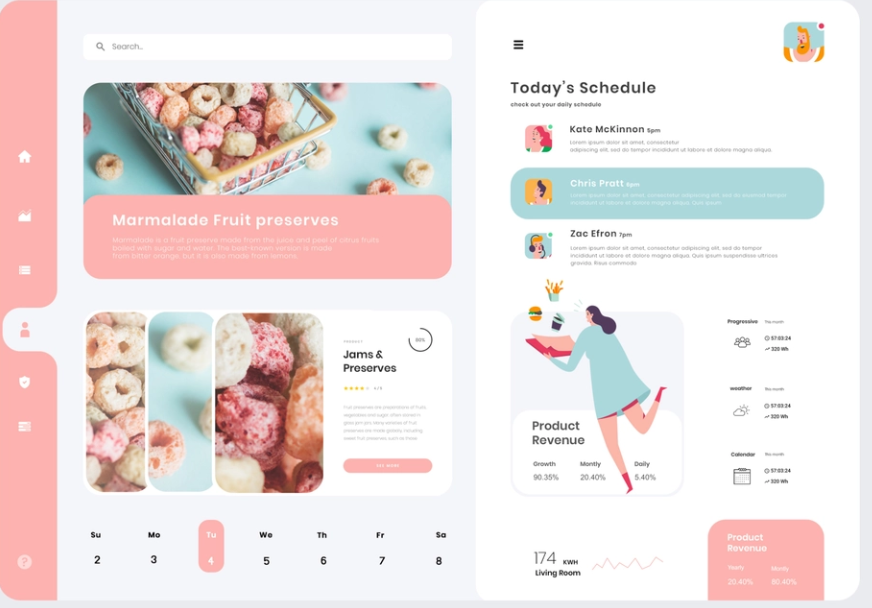 Search..
Marmalade Fruit preserves
Marmalade is a fruit preserve made from the juice and peel of citrus fruits
boiled with sugar and water. The best-known version is made
from bitter orange, but it is also made from lemons
PRODUCT
Jams &
Preserves
4/5
Fruit preserves are preparations of fruits,
vegetables and sugar, often stored in
glass jam jars. Many varieties of fruit
preserves are made globally, including
sweet fruit preserves, such as those
SEE MORE
Su Mo Tu We Th Fr Sa
2 3 4 5 6 7 8
Today's Schedule
check out your daily schedule
Kate McKinnon 5pm
Lorem ipsum dolor sit amet, consectetur
adipiscing elit, sed do tempor incididunt ut labore et dolore magna aliqua.
Chris Pratt 6pm
Lorem ipsum dolor sit amet, consectetur adipiscing elit, sed do eiusmod tempor
incididunt ut labore et dolore magna aliqua. Quis ipsum
Zac Efron 7pm
Lorem ipsum dolor sit amet, consectetur adipiscing elit, sed do tempor
incididunt ut labore et dolore magna aliqua. Quis ipsum suspendisse ultrices
gravida. Risus commodo
Product
Revenue
Growth Montly Daily
90.35% 20.40% 5.40%
Progressive This month
57:03:24
320 Wh
weather This month
57:03:24
320 Wh
Calendar This month
57:03:24
320 Wh
174 KWH
Living Room
Product
Revenue
Yearly Montly
20.40% 80.40%
?